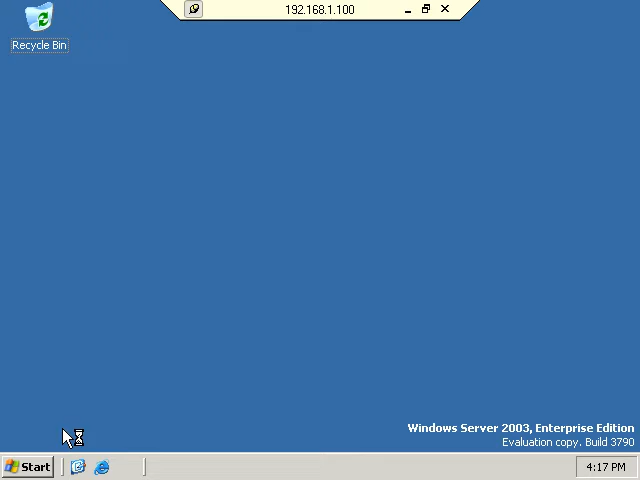 192.168.1.100
Recycle Bin
Windows Server 2003, Enterprise Edition
Evaluation copy. Build 3790
Start
4:17 PM